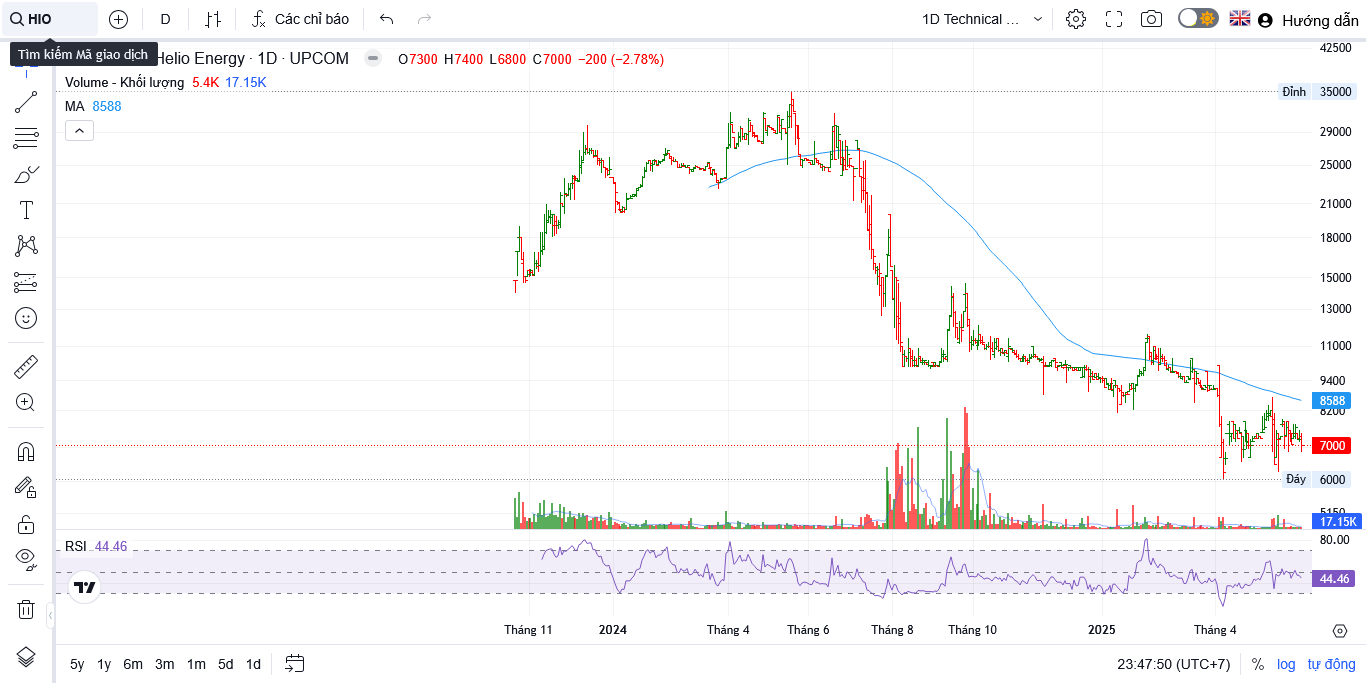 HIO
D
Các chỉ báo
1D Technical ...
Hướng dẫn
Tìm kiếm Mã giao dịch
Helio Energy · 1D · UPCOM
O7300 H7400 L6800 C7000 −200 (−2.78%)
Volume - Khối lượng 5.4K 17.15K
MA 8588
42500
Đỉnh 35000
29000
25000
21000
18000
15000
13000
11000
9400
8588
8200
7000
Đáy 6000
5150
17.15K
RSI 44.46
80.00
44.46
Tháng 11 2024 Tháng 4 Tháng 6 Tháng 8 Tháng 10 2025 Tháng 4
5y 1y 6m 3m 1m 5d 1d
23:47:50 (UTC+7) % log tự động